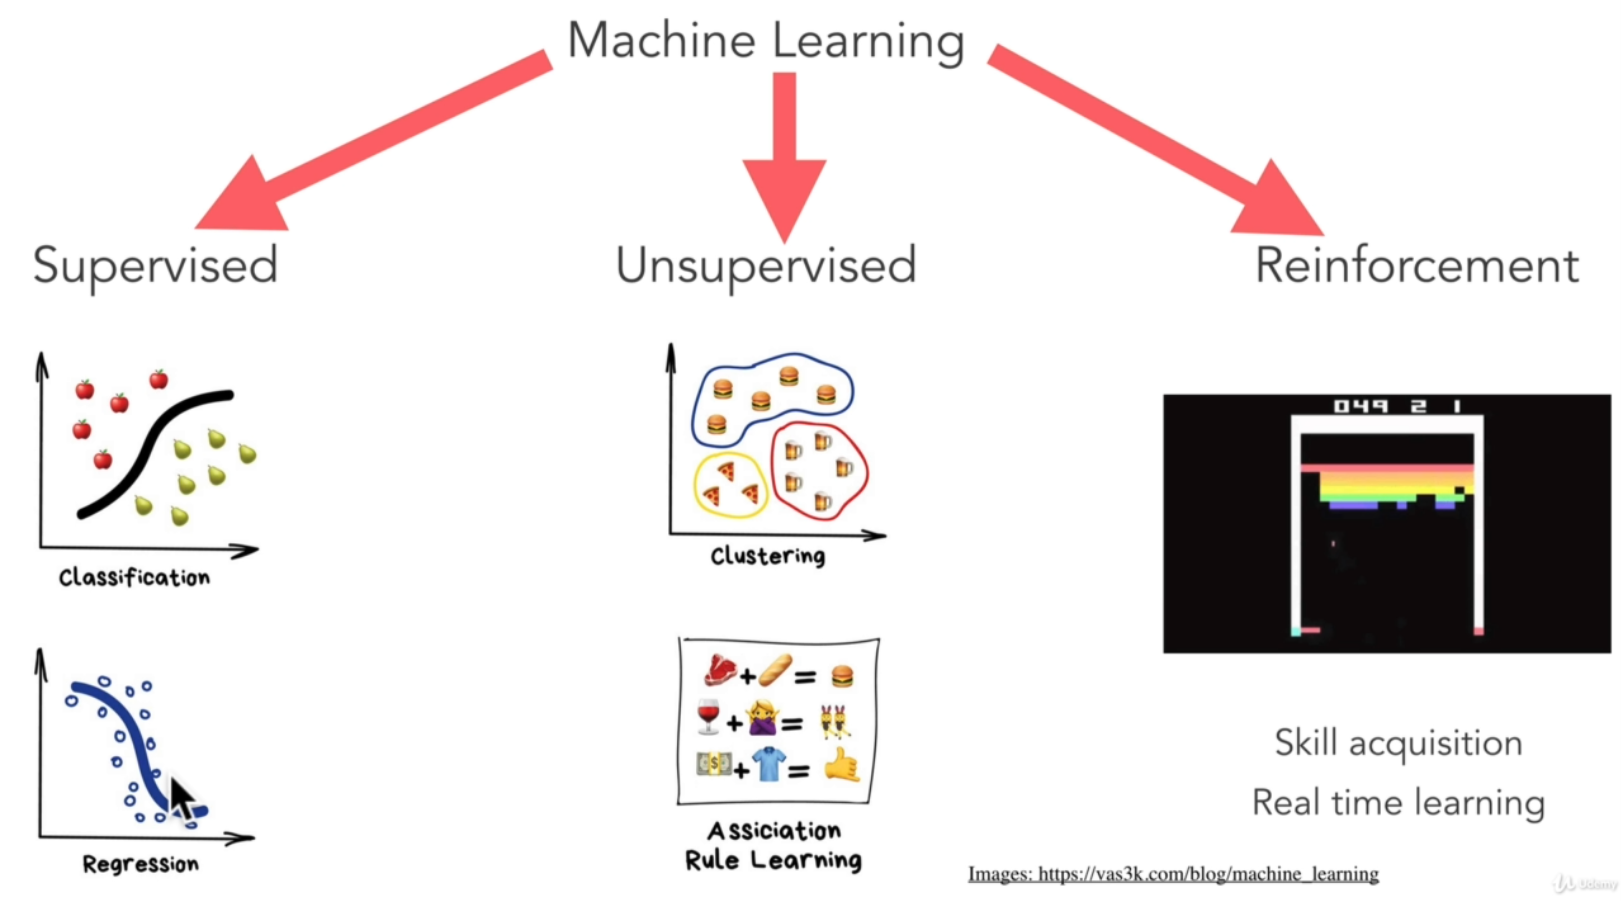 Machine Learning
Supervised
Unsupervised
Reinforcement
Classification
Regression
Clustering
Assiciation
Rule Learning
049 2 1
Skill acquisition
Real time learning
Images: https://vas3k.com/blog/machine_learning
Udemy